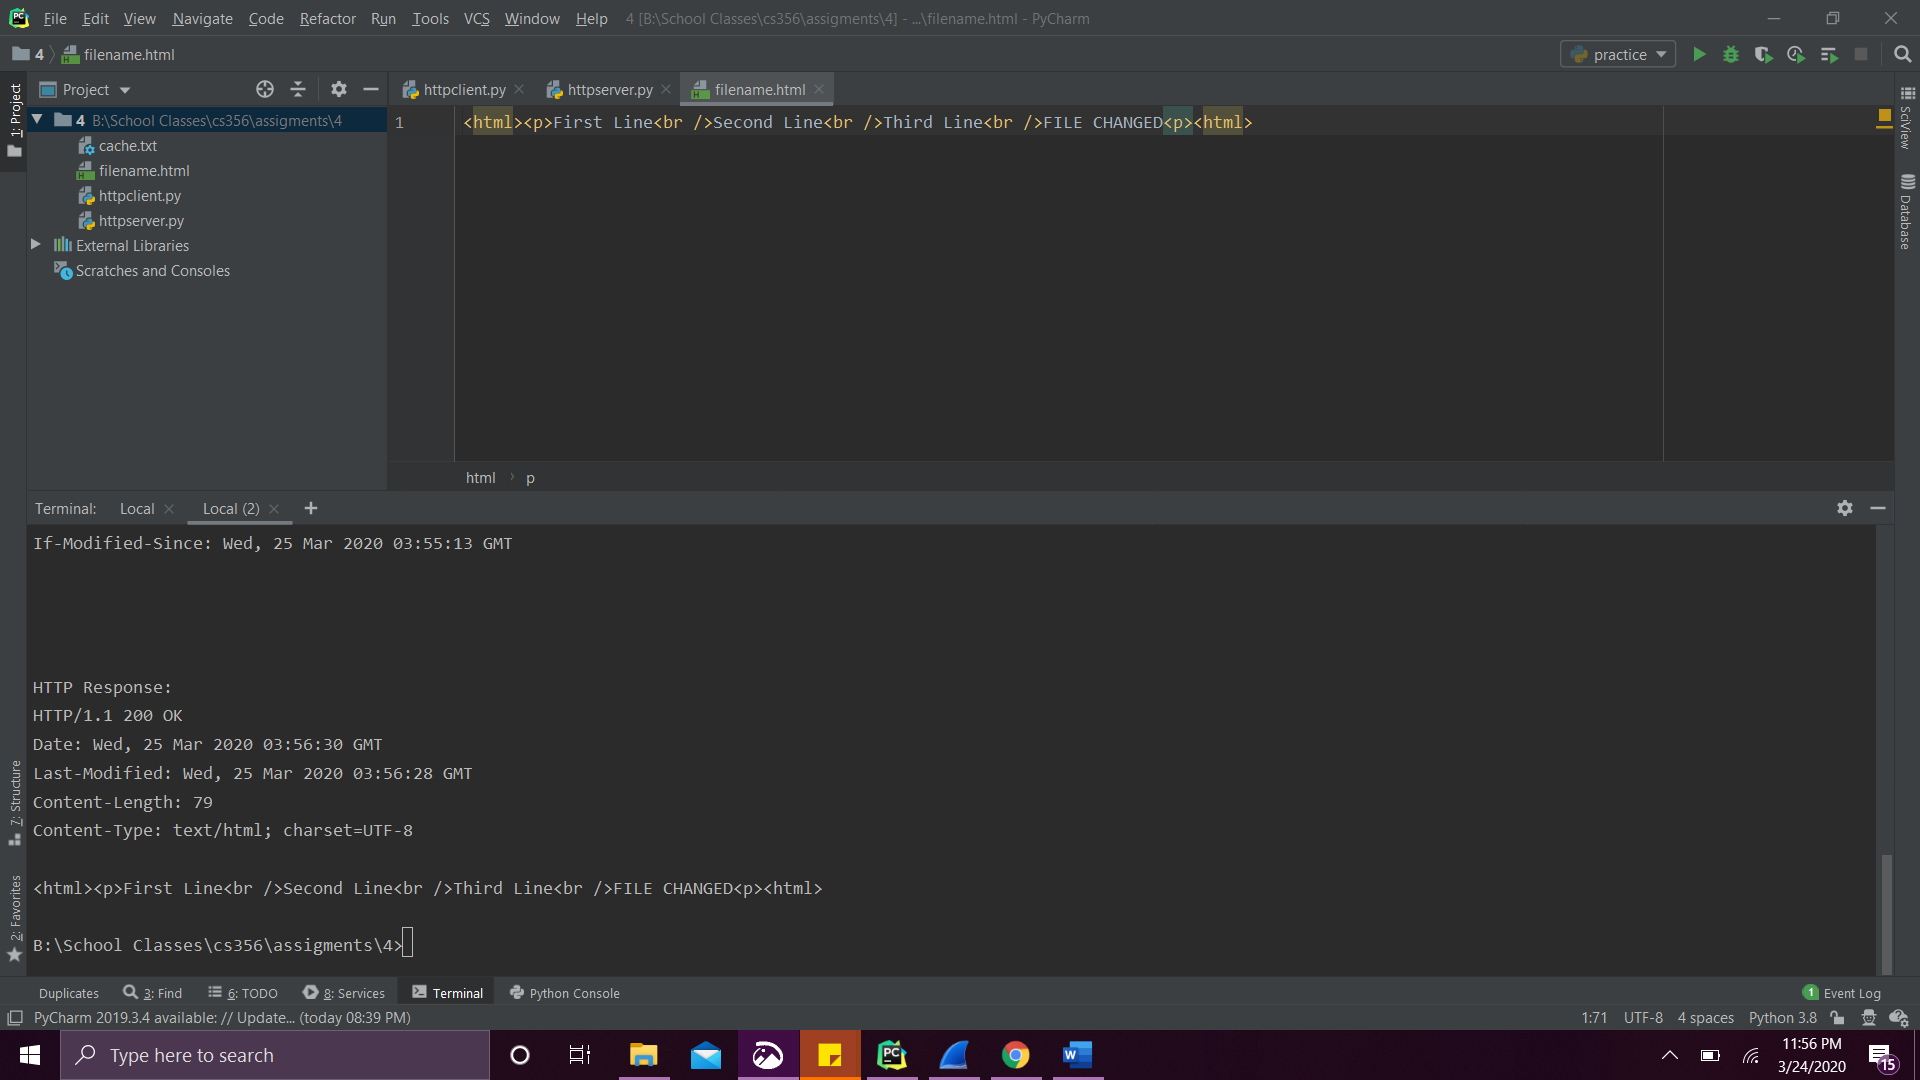 File Edit View Navigate Code Refactor Run Tools VCS Window Help 4 [B:\School Classes\cs356\assigments\4] - ...\filename.html - PyCharm
4 filename.html
practice
1: Project
Project
httpclient.py
httpserver.py
filename.html
4 B:\School Classes\cs356\assigments\4
cache.txt
filename.html
httpclient.py
httpserver.py
External Libraries
Scratches and Consoles
1 <html><p>First Line<br />Second Line<br />Third Line<br />FILE CHANGED<p><html>
html p
SciView
Database
Terminal: Local Local (2)
If-Modified-Since: Wed, 25 Mar 2020 03:55:13 GMT
HTTP Response:
HTTP/1.1 200 OK
Date: Wed, 25 Mar 2020 03:56:30 GMT
Last-Modified: Wed, 25 Mar 2020 03:56:28 GMT
Content-Length: 79
Content-Type: text/html; charset=UTF-8
<html><p>First Line<br />Second Line<br />Third Line<br />FILE CHANGED<p><html>
B:\School Classes\cs356\assigments\4>
7: Structure
2: Favorites
Duplicates 3: Find 6: TODO 8: Services Terminal Python Console 1 Event Log
PyCharm 2019.3.4 available: // Update... (today 08:39 PM) 1:71 UTF-8 4 spaces Python 3.8
Type here to search
PC
W
11:56 PM
3/24/2020
15